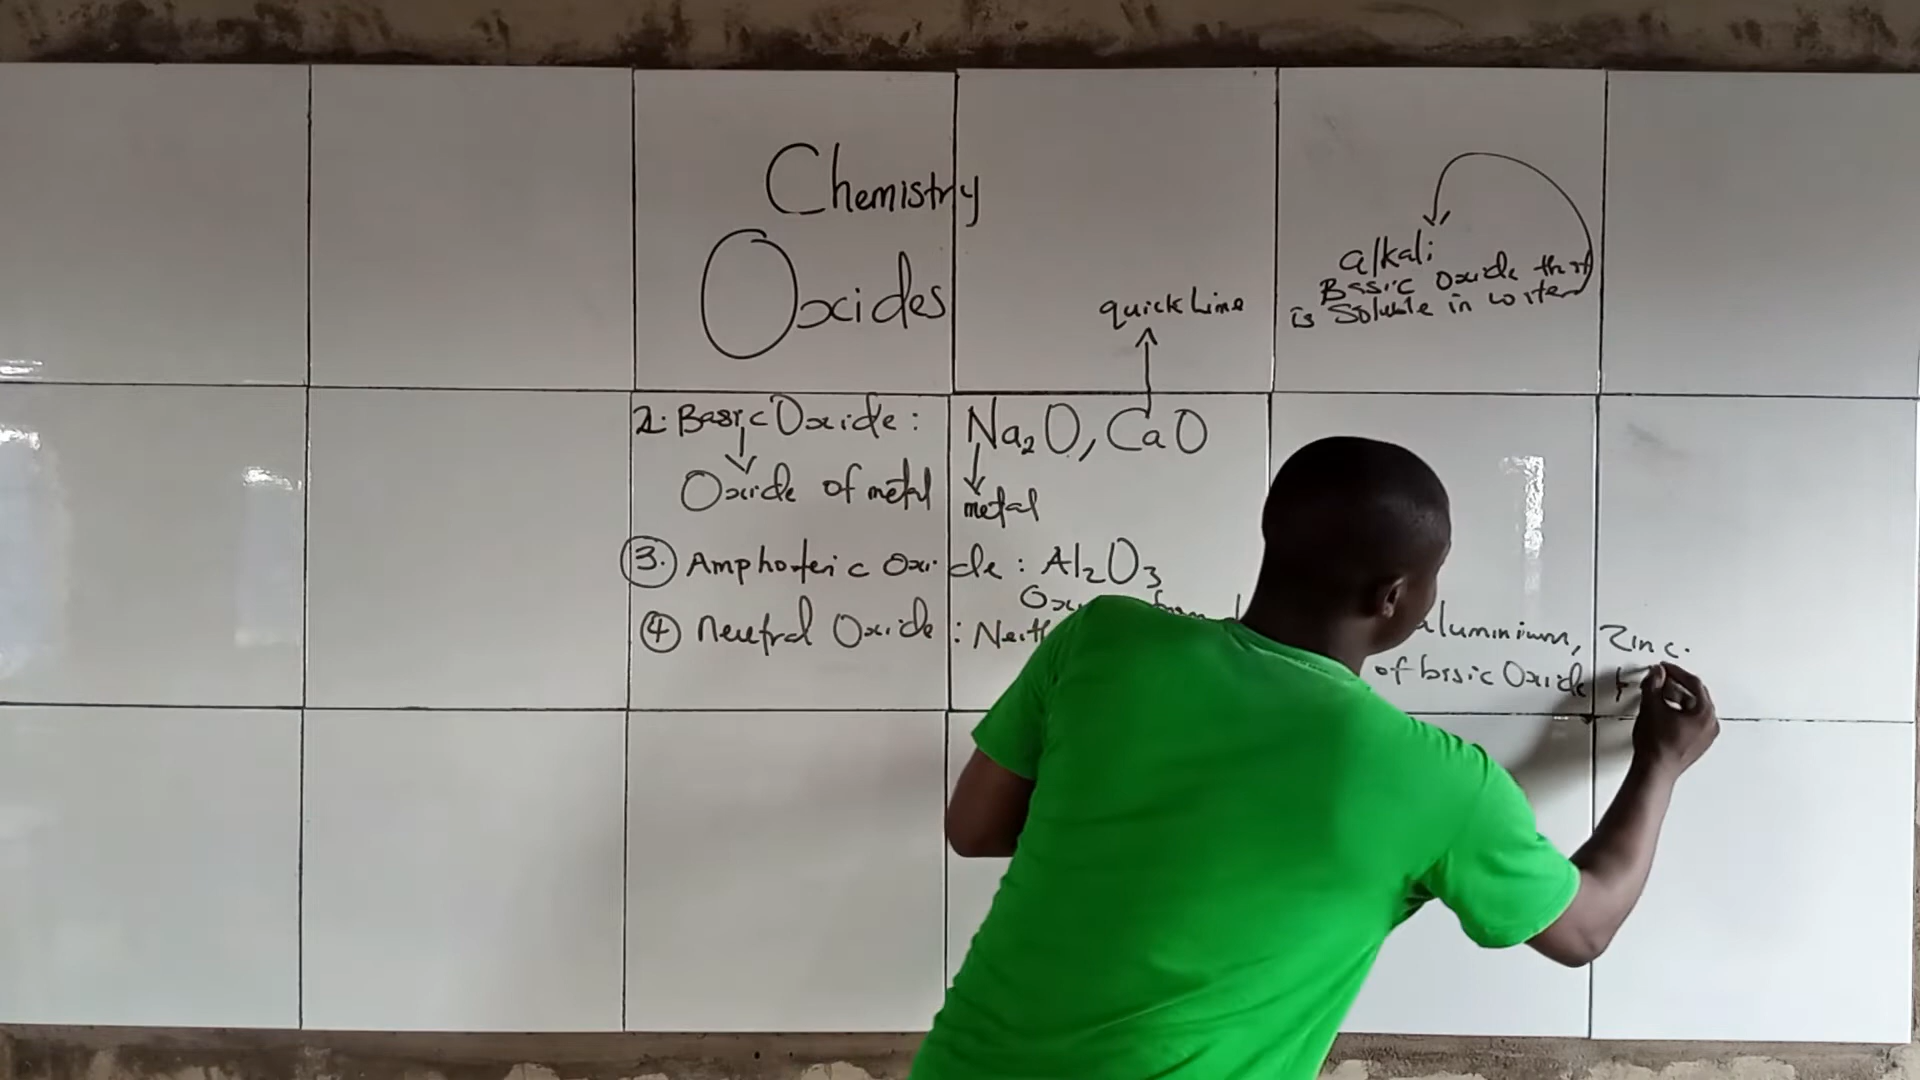 Chemistry
Oxides
alkali
Basic Oxide that
is Soluble in water
quick Lime
2. Basic Oxide : Na₂O, CaO
Oxide of metal
metal
3. Amphoteric Oxide : Al₂O₃
aluminium, Zinc.
4 Neutral Oxide :
of basic Oxide